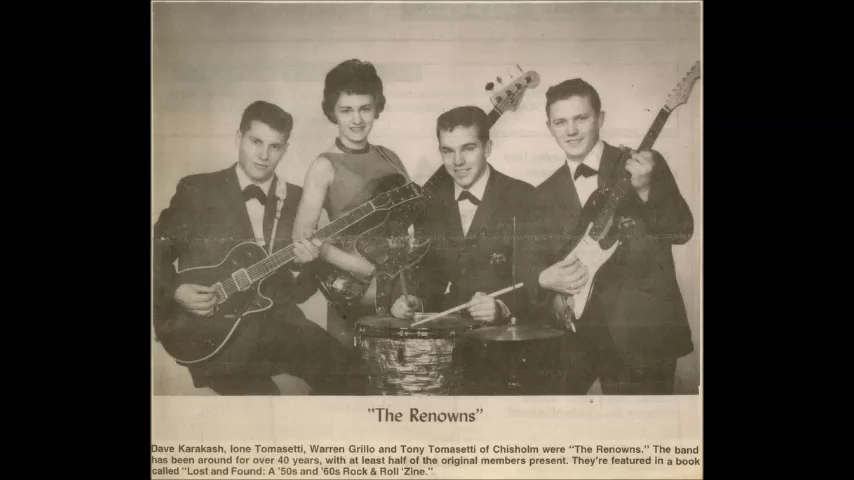 "The Renowns"
Dave Karakash, Ione Tomasetti, Warren Grillo and Tony Tomasetti of Chisholm were "The Renowns." The band
has been around for over 40 years, with at least half of the original members present. They're featured in a book
called "Lost and Found: A '50s and '60s Rock & Roll 'Zine."